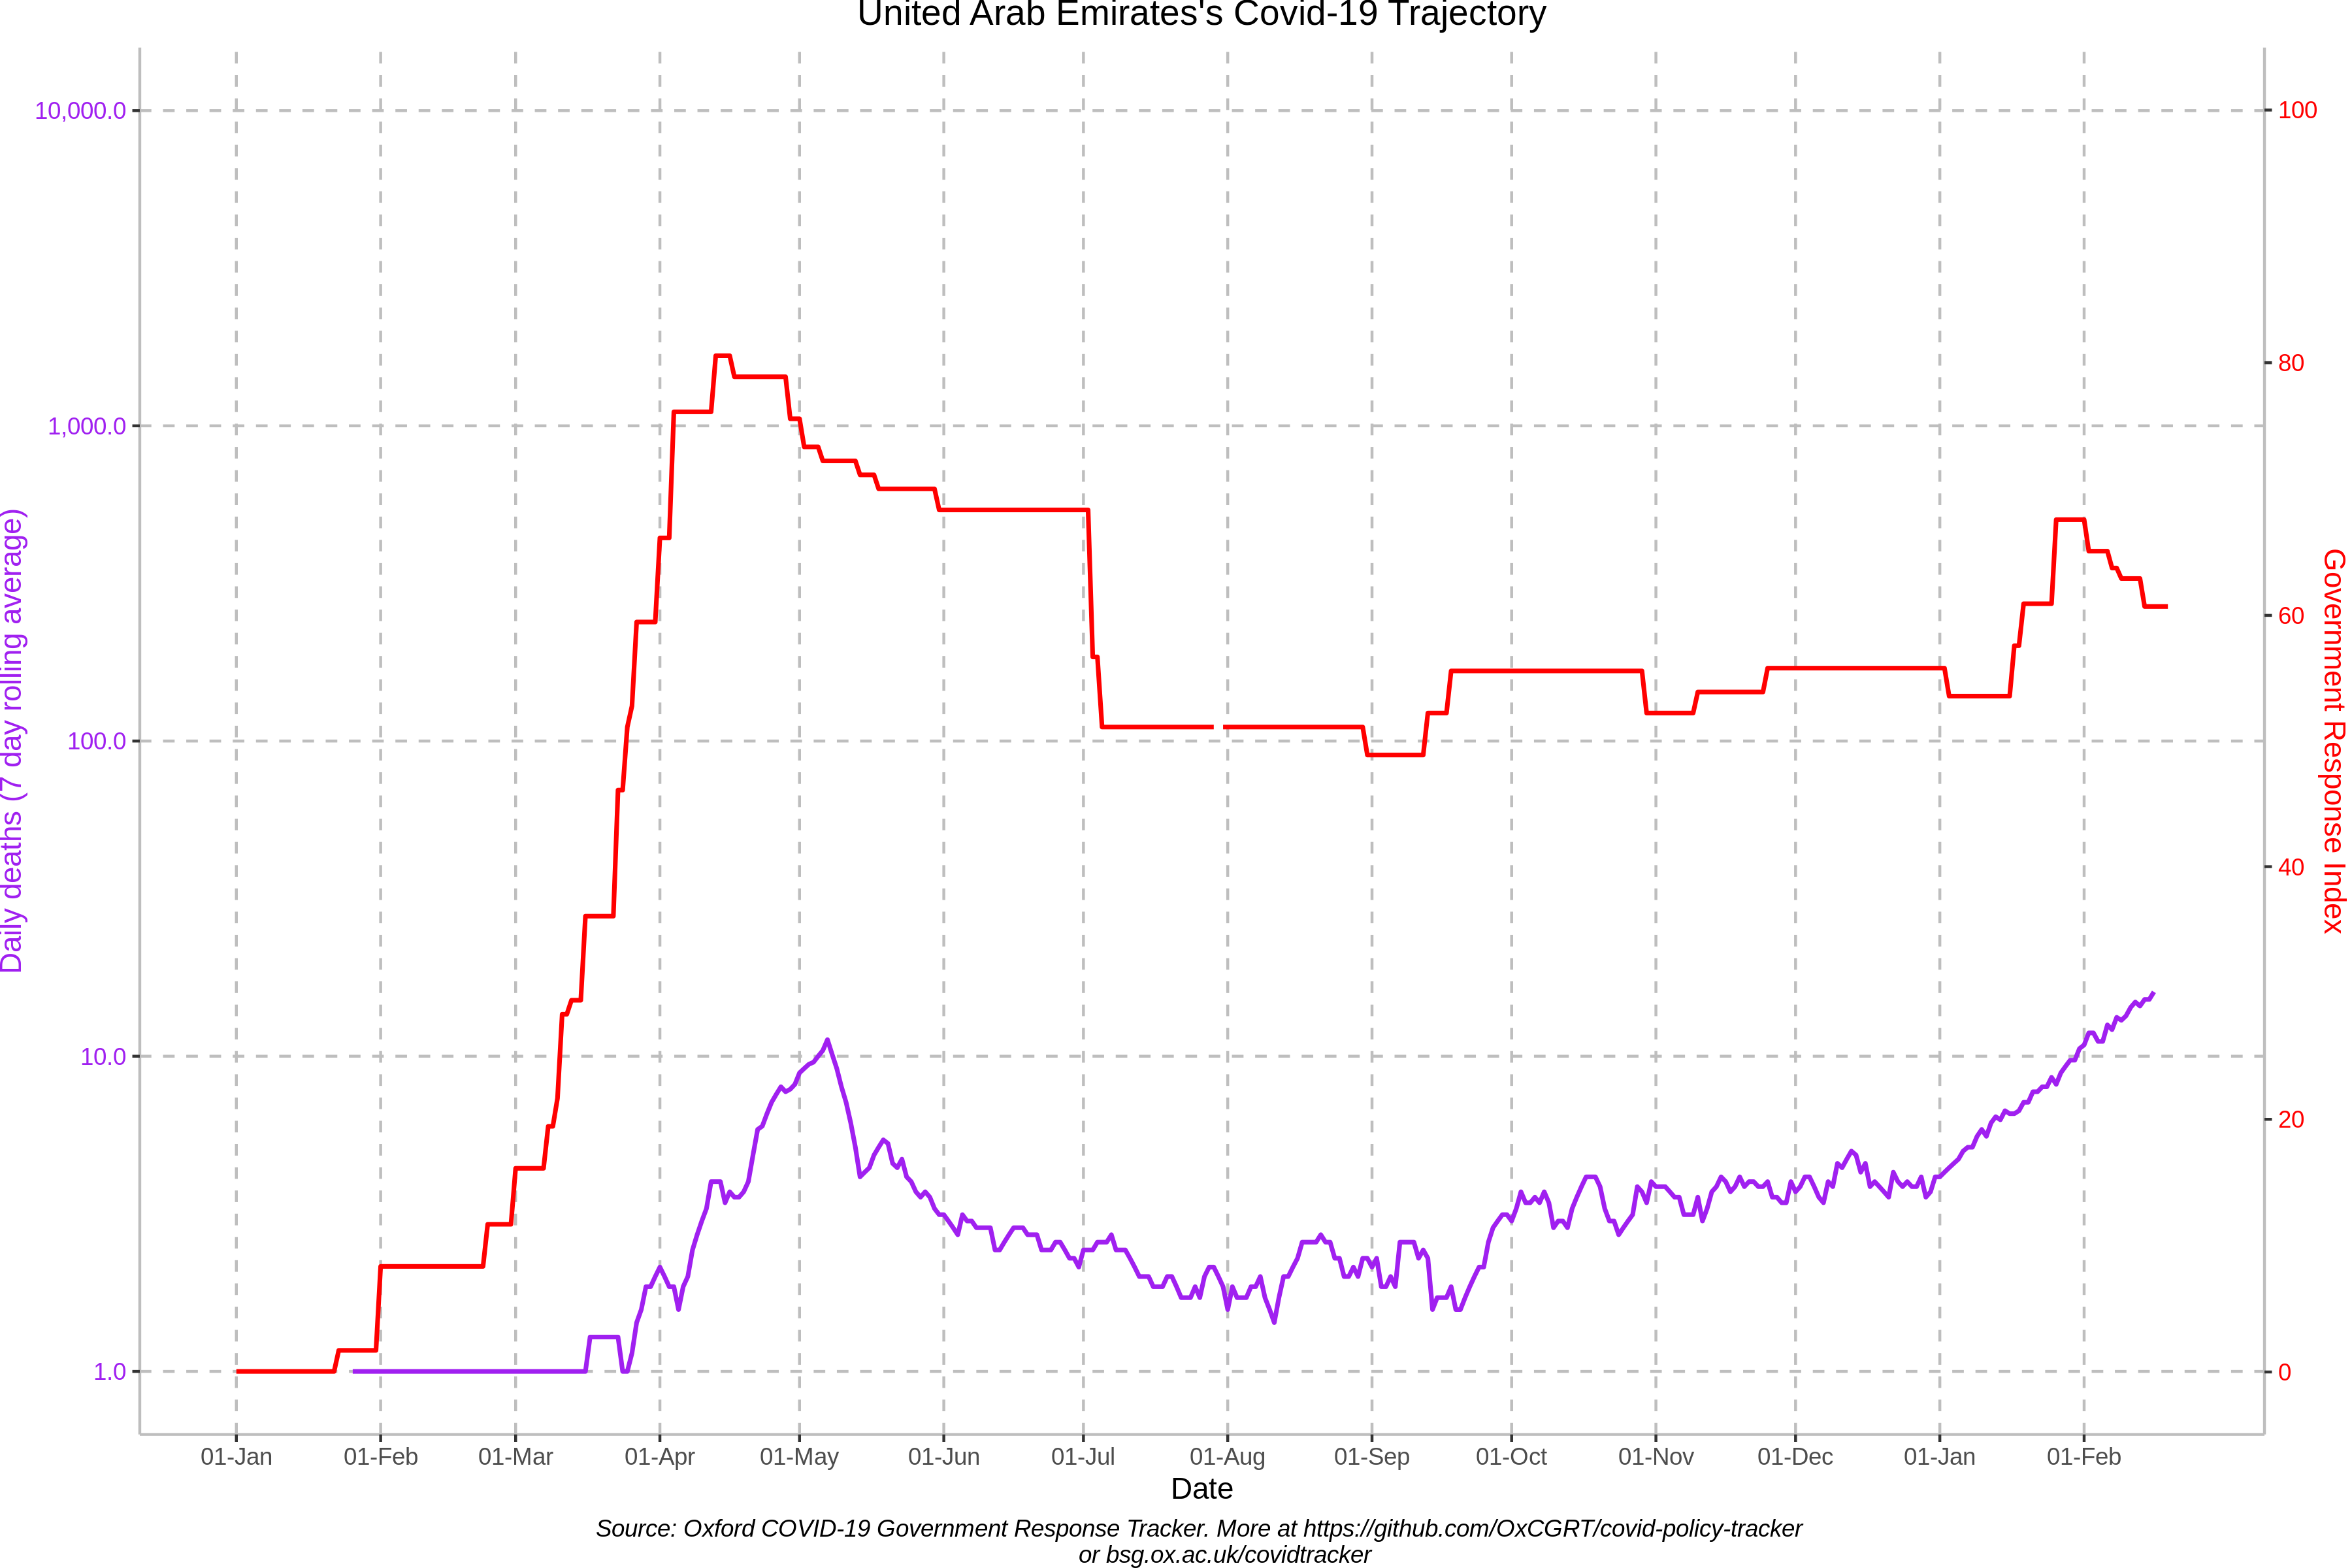 United Arab Emirates's Covid-19 Trajectory
10,000.0
1,000.0
100.0
10.0
1.0
Daily deaths (7 day rolling average)
100
80
60
40
20
0
Government Response Index
01-Jan
01-Feb
01-Mar
01-Apr
01-May
01-Jun
01-Jul
01-Aug
01-Sep
01-Oct
01-Nov
01-Dec
01-Jan
01-Feb
Date
Source: Oxford COVID-19 Government Response Tracker. More at https://github.com/OxCGRT/covid-policy-tracker
or bsg.ox.ac.uk/covidtracker